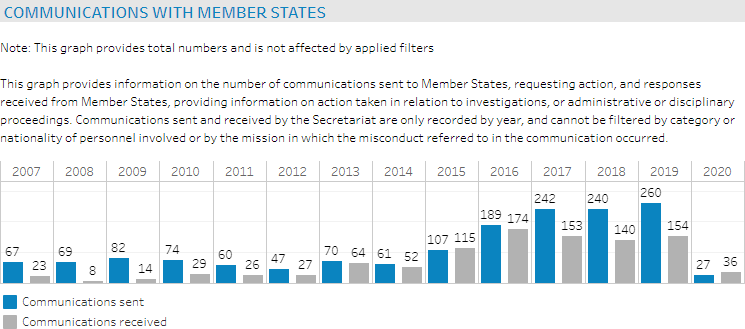 COMMUNICATIONS WITH MEMBER STATES
Note: This graph provides total numbers and is not affected by applied filters
This graph provides information on the number of communications sent to Member States, requesting action, and responses
received from Member States, providing information on action taken in relation to investigations, or administrative or disciplinary
proceedings. Communications sent and received by the Secretariat are only recorded by year, and cannot be filtered by category or
nationality of personnel involved or by the mission in which the misconduct referred to in the communication occurred.
2007 2008 2009 2010 2011 2012 2013 2014 2015 2016 2017 2018 2019 2020
67 23 69 8 82 14 74 29 60 26 47 27 70 64 61 52 107 115 189 174 242 153 240 140 260 154 27 36
Communications sent
Communications received